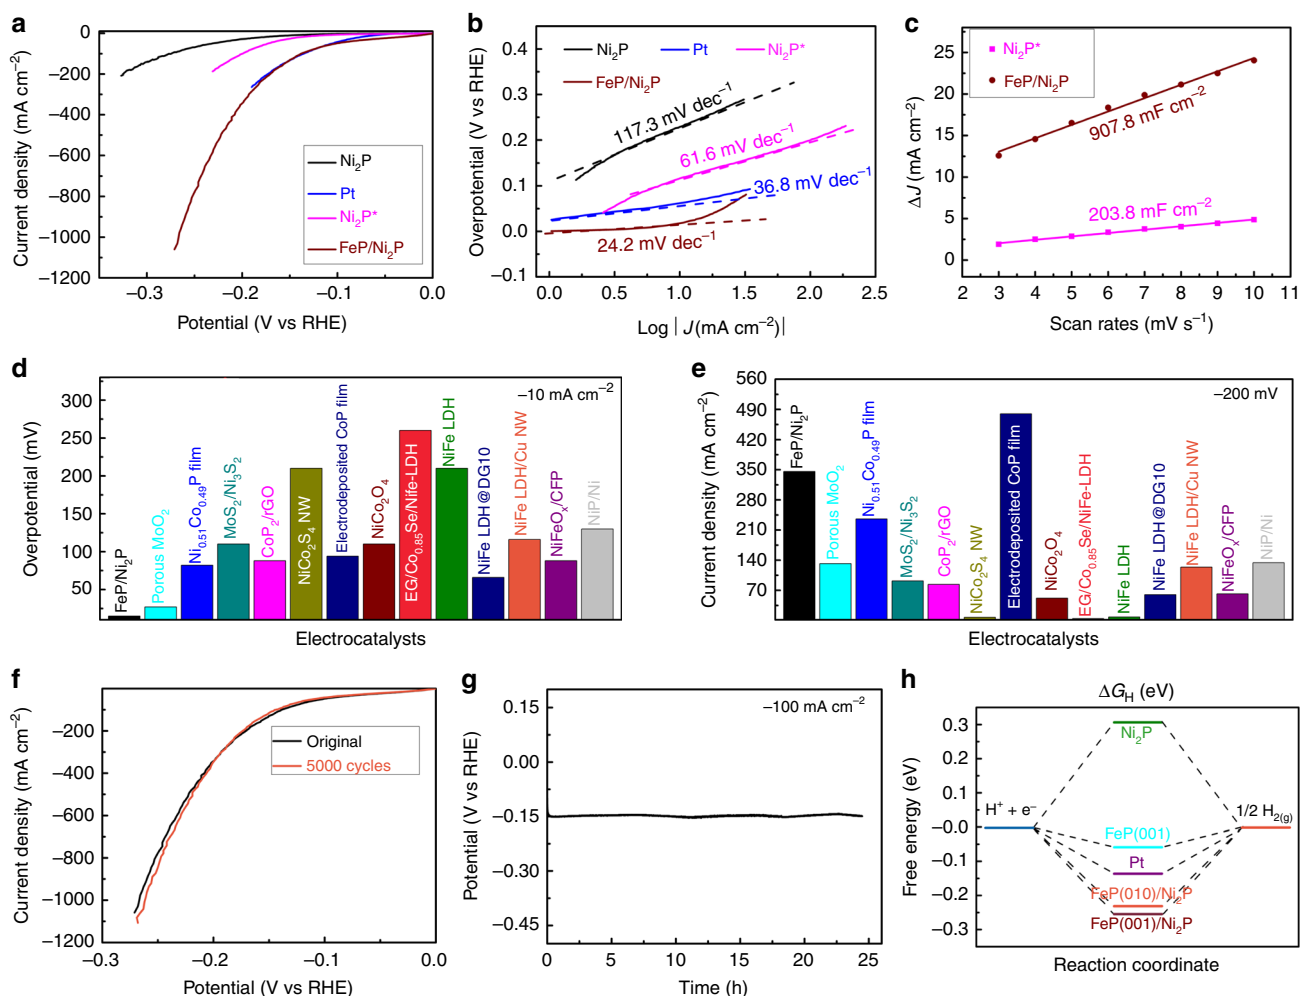 a
0
−200
−400
−600
−800
−1000
−1200
Current density (mA cm−2)
Ni2P
Pt
Ni2P*
FeP/Ni2P
−0.3
−0.2
−0.1
0.0
Potential (V vs RHE)
b
0.4
0.3
0.2
0.1
0.0
−0.1
Overpotential (V vs RHE)
Ni2P
Pt
Ni2P*
FeP/Ni2P
117.3 mV dec−1
61.6 mV dec−1
36.8 mV dec−1
24.2 mV dec−1
0.0
0.5
1.0
1.5
2.0
2.5
Log | J (mA cm−2)|
c
25
20
15
10
5
0
ΔJ (mA cm−2)
Ni2P*
FeP/Ni2P
907.8 mF cm−2
203.8 mF cm−2
2
3
4
5
6
7
8
9
10
11
Scan rates (mV s−1)
d
300
250
200
150
100
50
Overpotential (mV)
−10 mA cm−2
FeP/Ni2P
Porous MoO2
Ni0.51Co0.49P film
MoS2/Ni3S2
CoP2/rGO
NiCo2S4 NW
Electrodeposited CoP film
NiCo2O4
EG/Co0.85Se/Nife-LDH
NiFe LDH
NiFe LDH@DG10
NiFe LDH/Cu NW
NiFeOx/CFP
NiP/Ni
Electrocatalysts
e
560
490
420
350
280
210
140
70
Current density (mA cm−2)
−200 mV
FeP/Ni2P
Porous MoO2
Ni0.51Co0.49P film
MoS2/Ni3S2
CoP2/rGO
NiCo2S4 NW
Electrodeposited CoP film
NiCo2O4
EG/Co0.85Se/NiFe-LDH
NiFe LDH
NiFe LDH@DG10
NiFe LDH/Cu NW
NiFeOx/CFP
NiP/Ni
Electrocatalysts
f
0
−200
−400
−600
−800
−1000
−1200
Current density (mA cm−2)
Original
5000 cycles
−0.3
−0.2
−0.1
0.0
Potential (V vs RHE)
g
0.15
0.00
−0.15
−0.30
−0.45
Potential (V vs RHE)
−100 mA cm−2
0
5
10
15
20
25
Time (h)
h
ΔGH (eV)
0.3
0.2
0.1
−0.0
−0.1
−0.2
−0.3
Free energy (eV)
Ni2P
H+ + e−
1/2 H2(g)
FeP(001)
Pt
FeP(010)/Ni2P
FeP(001)/Ni2P
Reaction coordinate